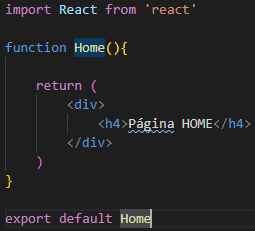 import React from 'react'
function Home(){
return (
<div>
<h4>Página HOME</h4>
</div>
)
}
export default Home